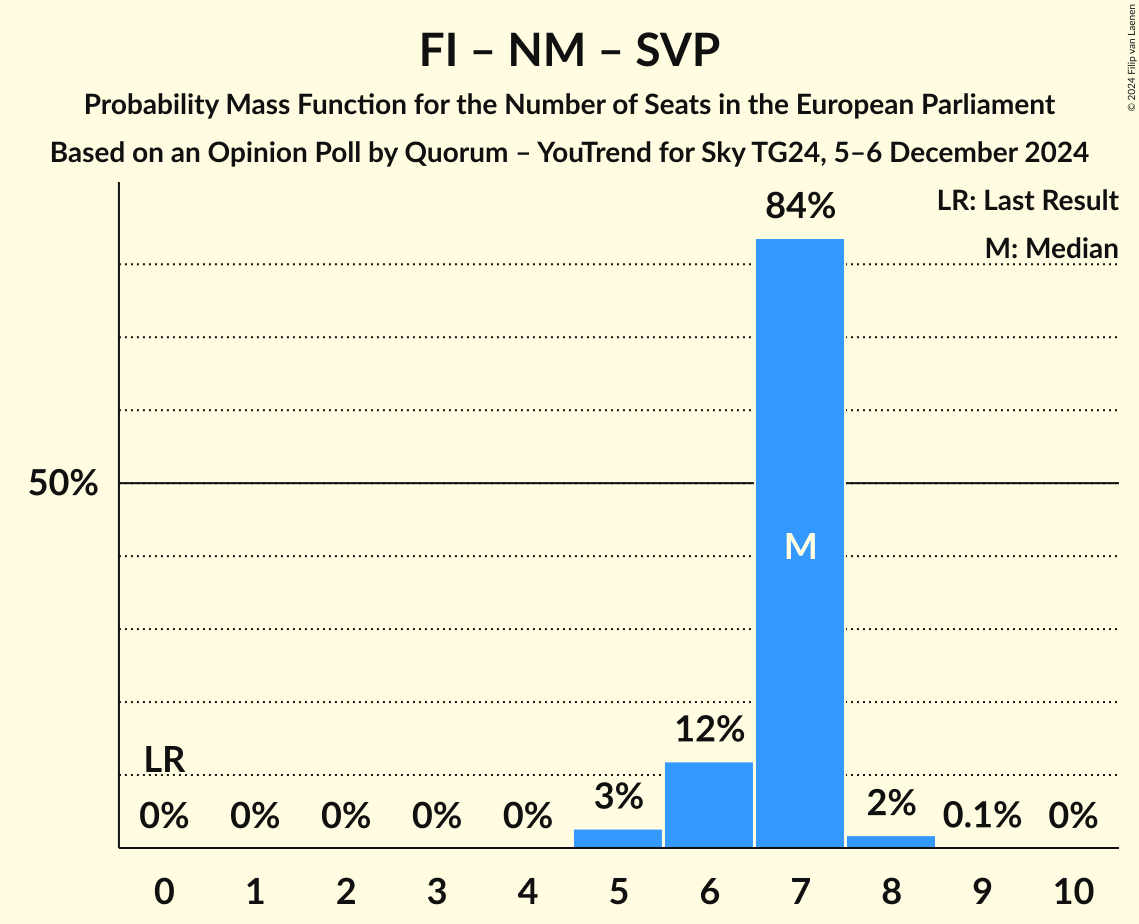 FI – NM – SVP
Probability Mass Function for the Number of Seats in the European Parliament
Based on an Opinion Poll by Quorum – YouTrend for Sky TG24, 5–6 December 2024
© 2024 Filip van Laenen
LR: Last Result
M: Median
84%
50%
M
12%
LR
3%
2%
0% 0% 0% 0% 0% 0.1% 0%
0 1 2 3 4 5 6 7 8 9 10